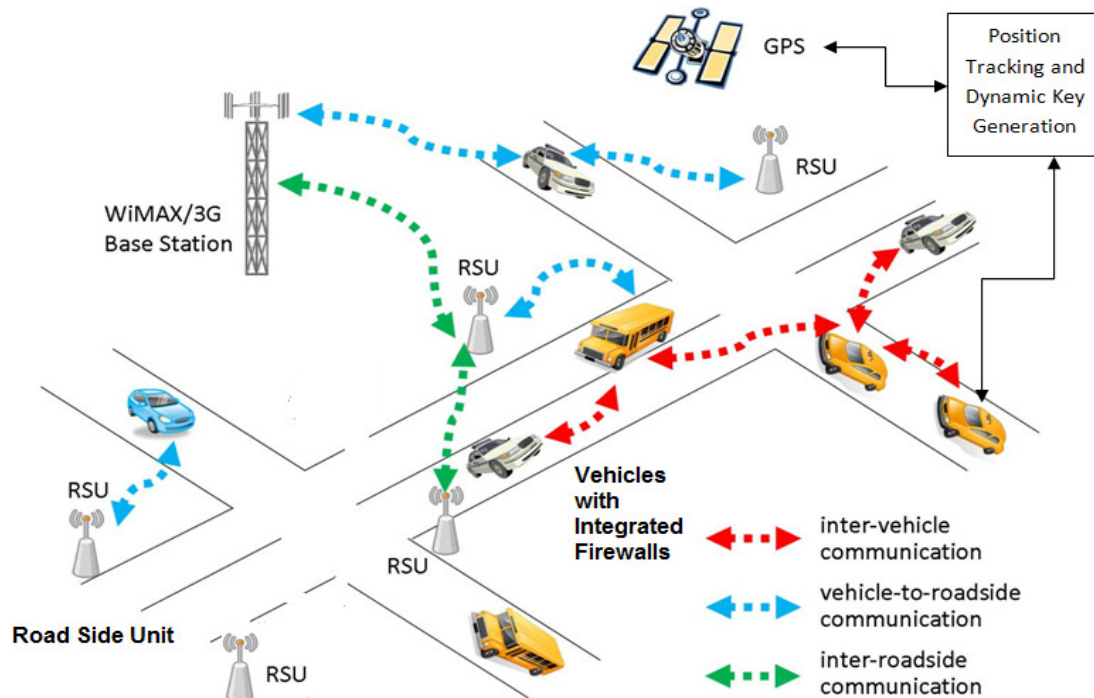 GPS
Position
Tracking and
Dynamic Key
Generation
RSU
WiMAX/3G
Base Station
RSU
RSU
Vehicles
with
Integrated
Firewalls
RSU
Road Side Unit
RSU
inter-vehicle
communication
vehicle-to-roadside
communication
inter-roadside
communication